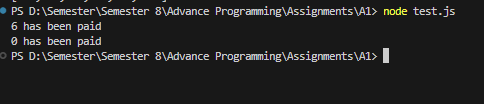 PS D:\Semester\Semester 8\Advance Programming\Assignments\A1> node test.js
6 has been paid
0 has been paid
PS D:\Semester\Semester 8\Advance Programming\Assignments\A1>